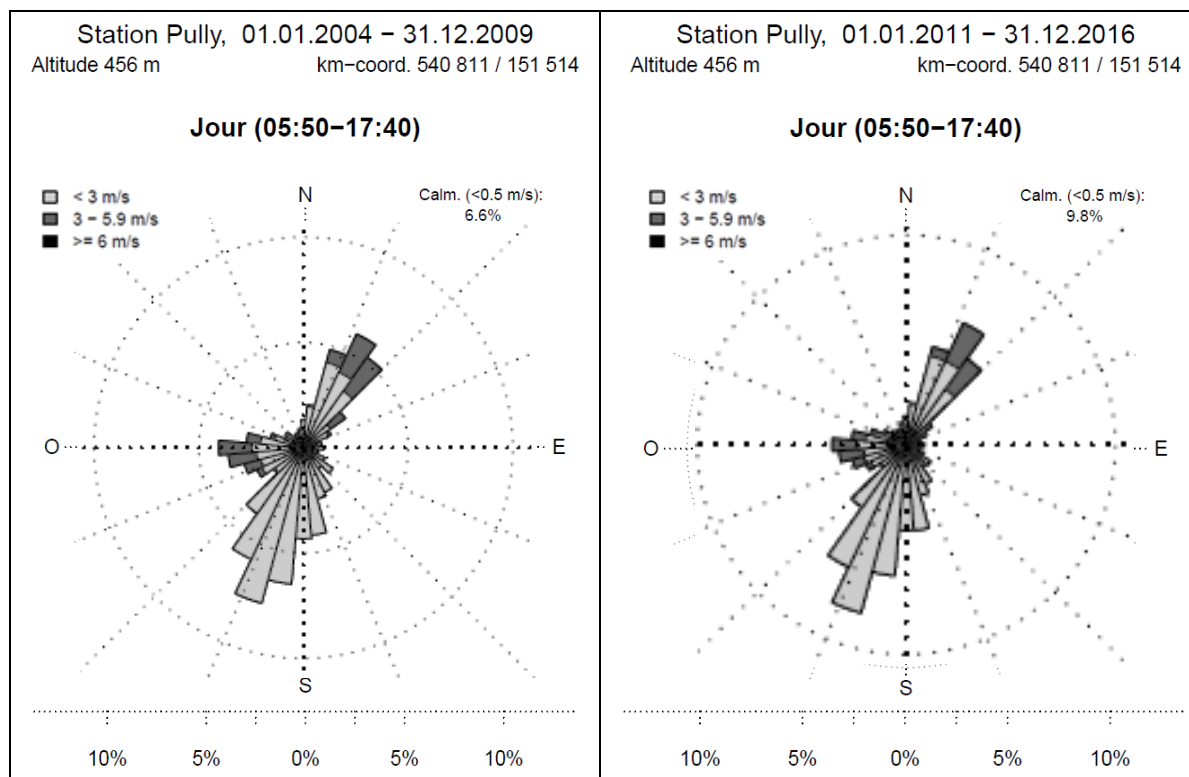 Station Pully, 01.01.2004 − 31.12.2009
Altitude 456 m km−coord. 540 811 / 151 514
Jour (05:50−17:40)
< 3 m/s
3 − 5.9 m/s
>= 6 m/s
Calm. (<0.5 m/s):
6.6%
N
O
E
S
10% 5% 0% 5% 10%
Station Pully, 01.01.2011 − 31.12.2016
Altitude 456 m km−coord. 540 811 / 151 514
Jour (05:50−17:40)
< 3 m/s
3 − 5.9 m/s
>= 6 m/s
Calm. (<0.5 m/s):
9.8%
N
O
E
S
10% 5% 0% 5% 10%